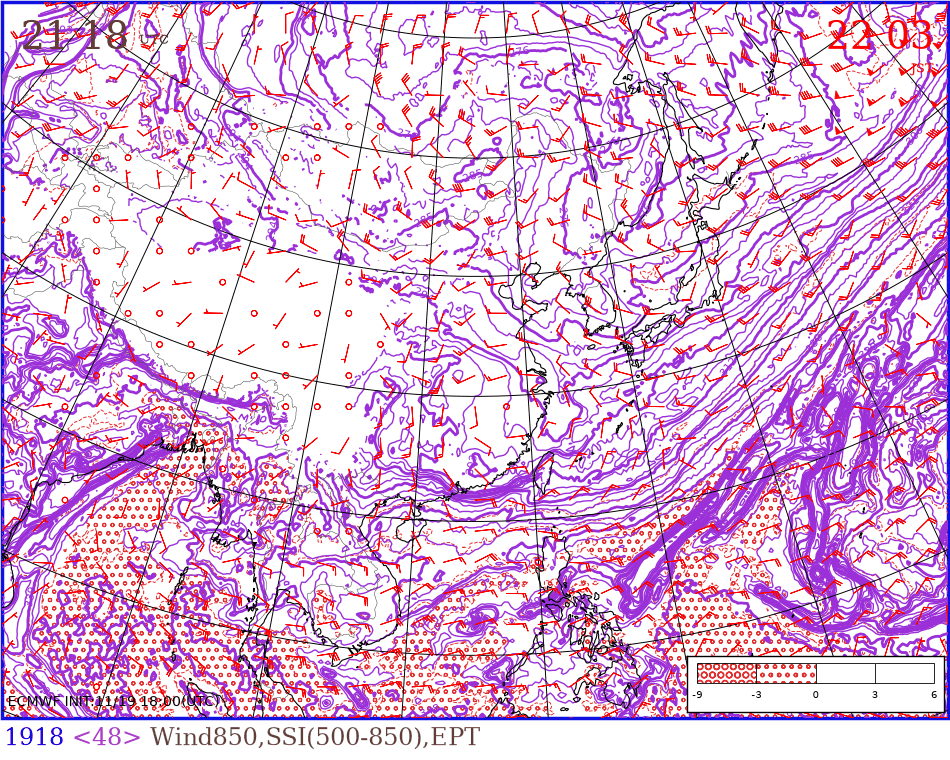 21 18 22 03
ECMWF INIT:11/19 18:00(UTC)
-9 -3 0 3 6
1918 <48> Wind850,SSI(500-850),EPT